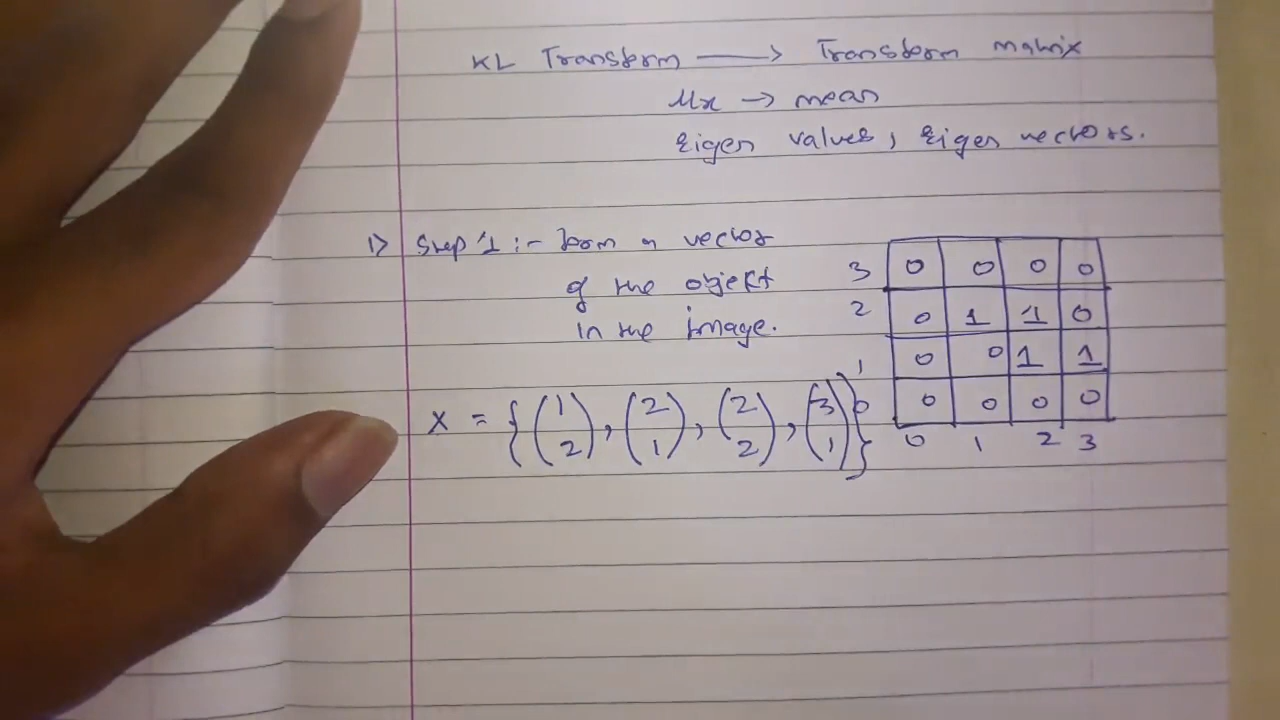 KL Transform → Transform matrix
μx → mean
Eigen values, Eigen vectors.
1) Step 1 :- form a vector
of the objekt
in the image.
3 0 0 0 0
2 0 1 1 0
1 0 0 1 1
0 0 0 0 0
0 1 2 3
X = {(1 2), (2 1), (2 2), (3 1)}